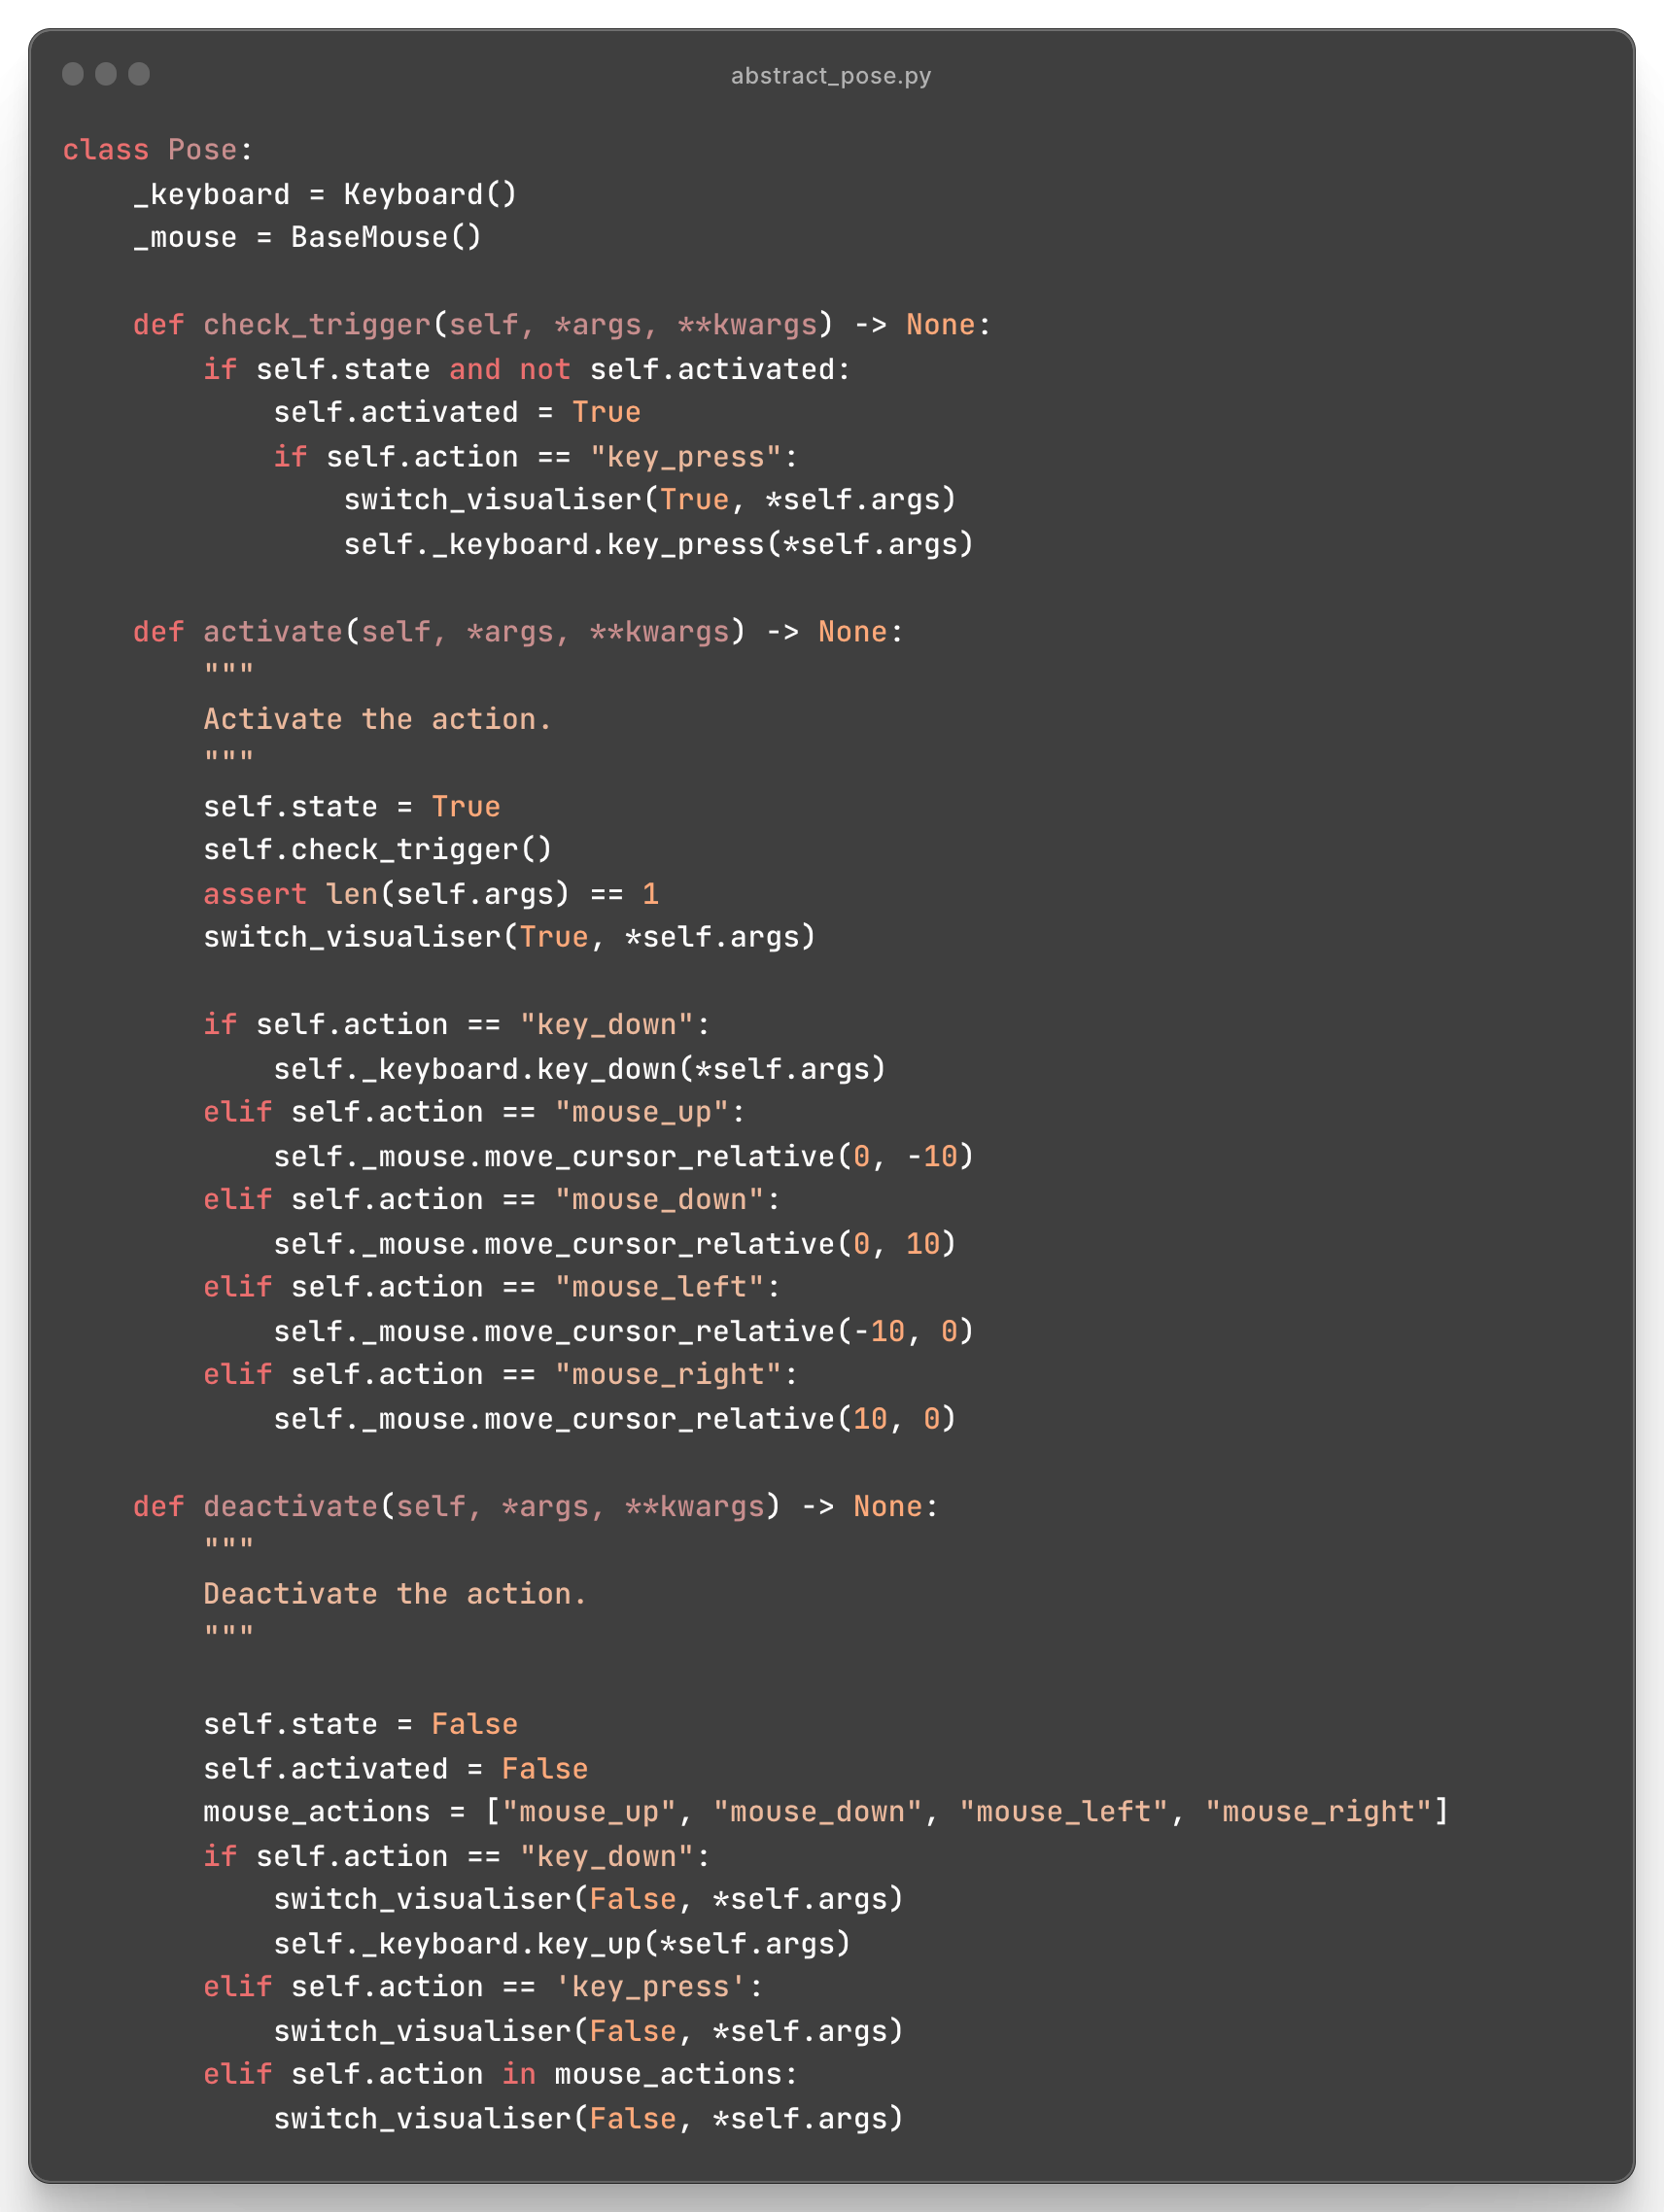 abstract_pose.py
class Pose:
    _keyboard = Keyboard()
    _mouse = BaseMouse()

    def check_trigger(self, *args, **kwargs) -> None:
        if self.state and not self.activated:
            self.activated = True
            if self.action == "key_press":
                switch_visualiser(True, *self.args)
                self._keyboard.key_press(*self.args)

    def activate(self, *args, **kwargs) -> None:
        """
        Activate the action.
        """
        self.state = True
        self.check_trigger()
        assert len(self.args) == 1
        switch_visualiser(True, *self.args)

        if self.action == "key_down":
            self._keyboard.key_down(*self.args)
        elif self.action == "mouse_up":
            self._mouse.move_cursor_relative(0, -10)
        elif self.action == "mouse_down":
            self._mouse.move_cursor_relative(0, 10)
        elif self.action == "mouse_left":
            self._mouse.move_cursor_relative(-10, 0)
        elif self.action == "mouse_right":
            self._mouse.move_cursor_relative(10, 0)

    def deactivate(self, *args, **kwargs) -> None:
        """
        Deactivate the action.
        """

        self.state = False
        self.activated = False
        mouse_actions = ["mouse_up", "mouse_down", "mouse_left", "mouse_right"]
        if self.action == "key_down":
            switch_visualiser(False, *self.args)
            self._keyboard.key_up(*self.args)
        elif self.action == 'key_press':
            switch_visualiser(False, *self.args)
        elif self.action in mouse_actions:
            switch_visualiser(False, *self.args)